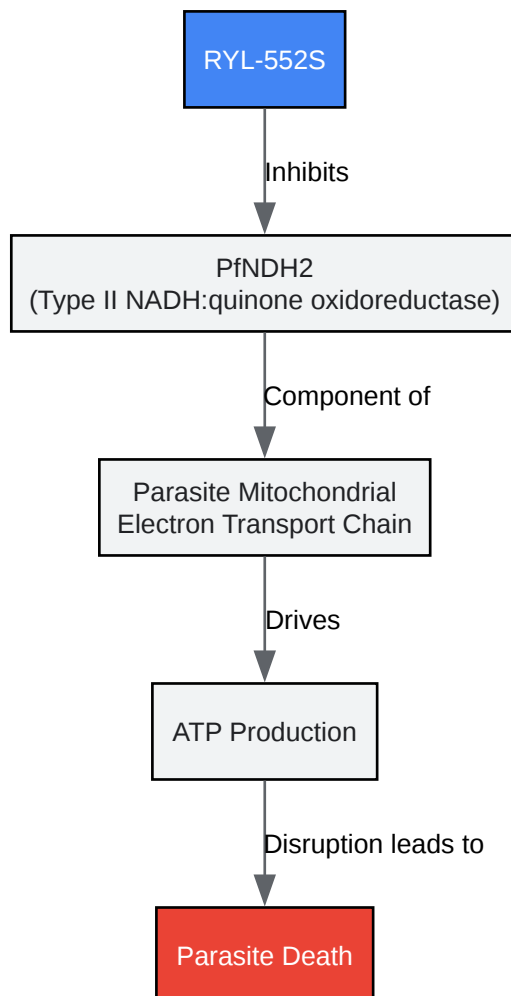 RYL-552S
Inhibits
PfNDH2
(Type II NADH:quinone oxidoreductase)
Component of
Parasite Mitochondrial
Electron Transport Chain
Drives
ATP Production
Disruption leads to
Parasite Death